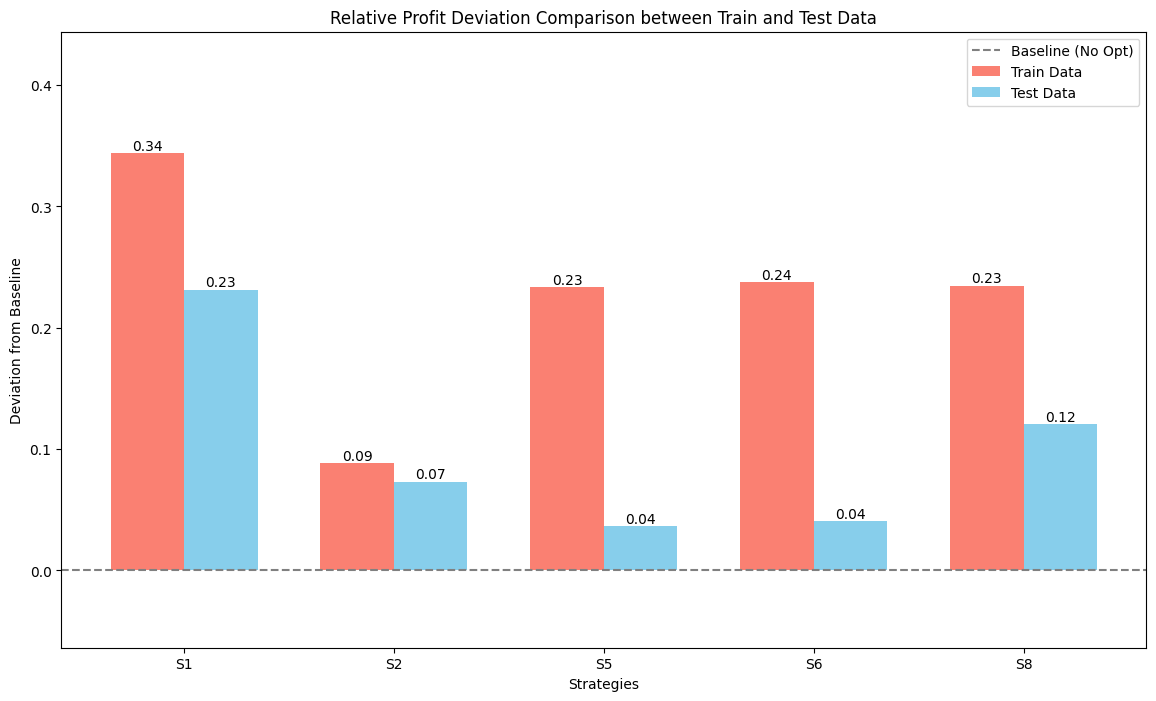 Relative Profit Deviation Comparison between Train and Test Data
Baseline (No Opt)
Train Data
Test Data
Deviation from Baseline
0.4
0.3
0.2
0.1
0.0
0.34
0.23
0.09
0.07
0.23
0.04
0.24
0.04
0.23
0.12
S1
S2
S5
S6
S8
Strategies